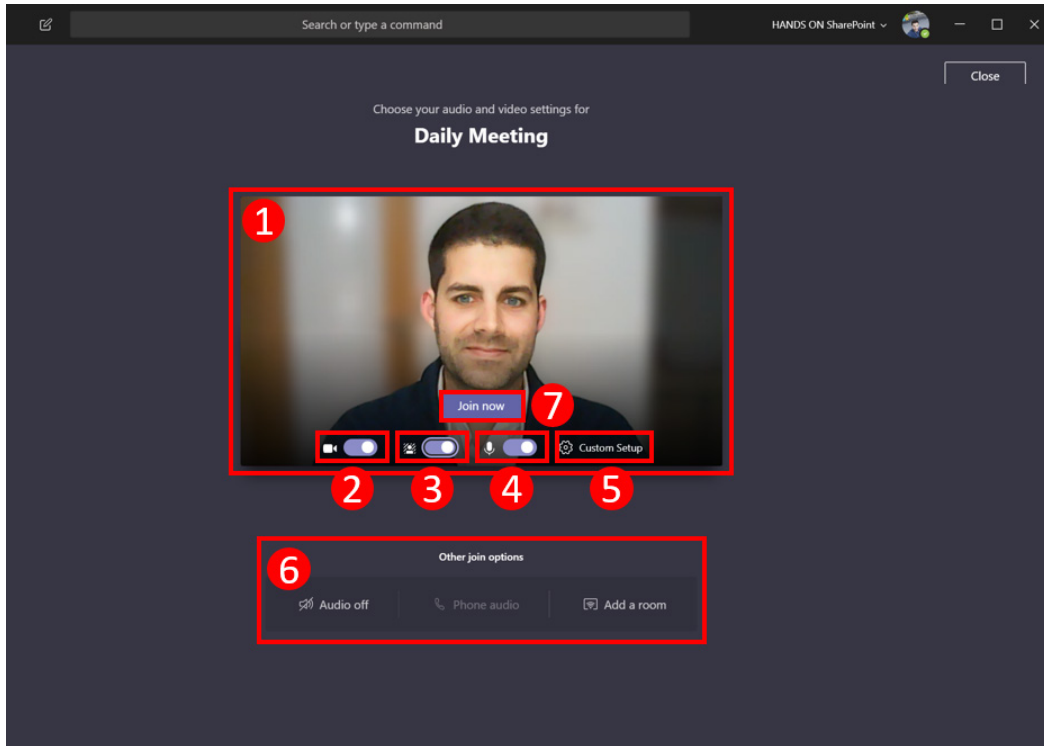 Search or type a command
HANDS ON SharePoint
Close
Choose your audio and video settings for
Daily Meeting
1
Join now
7
Custom Setup
2
3
4
5
6
Other join options
Audio off
Phone audio
Add a room